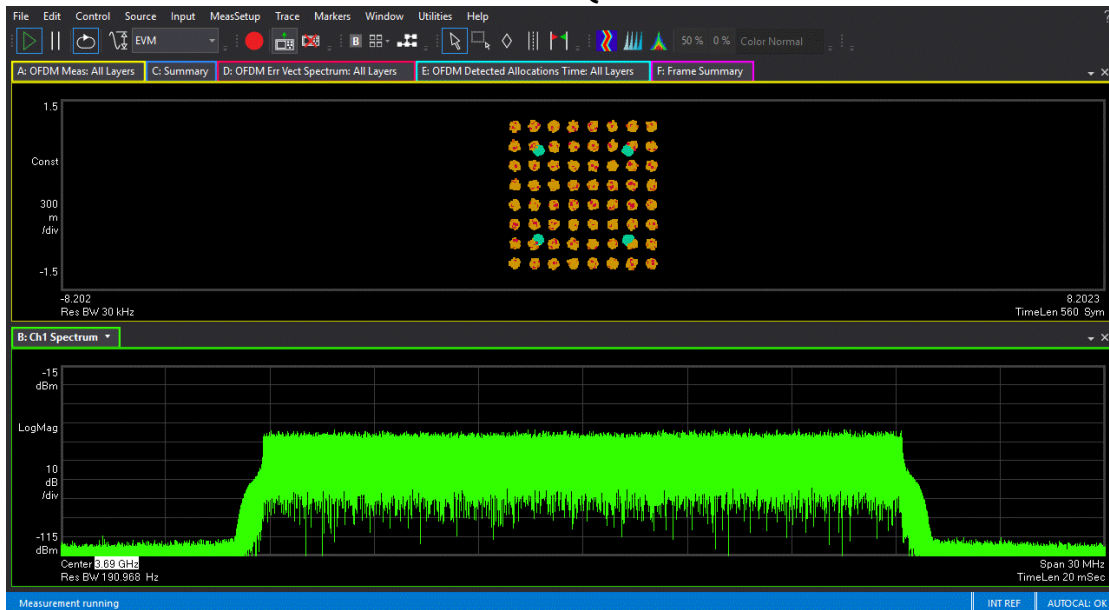 File Edit Control Source Input MeasSetup Trace Markers Window Utilities Help
EVM B 50 % 0 % Color Normal
A: OFDM Meas: All Layers C: Summary D: OFDM Err Vect Spectrum: All Layers E: OFDM Detected Allocations Time: All Layers F: Frame Summary
1.5
Const
300
m
/div
-1.5
-8.202 8.2023
Res BW 30 kHz TimeLen 560 Sym
B: Ch1 Spectrum
-15
dBm
LogMag
10
dB
/div
-115
dBm
Center 3.69 GHz Span 30 MHz
Res BW 190.968 Hz TimeLen 20 mSec
Measurement running INT REF AUTOCAL: OK